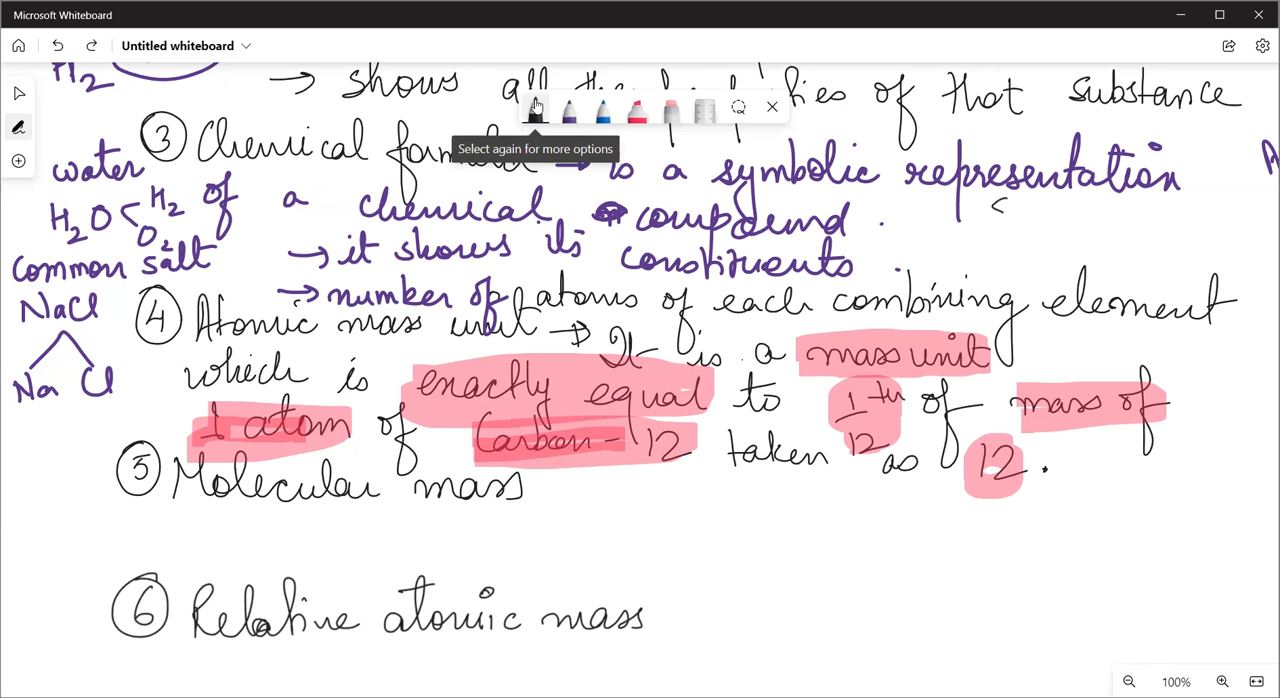 Microsoft Whiteboard
Untitled whiteboard
H2
→ shows all the of that substance
Select again for more options
③ Chemical → is a symbolic representation
water
H2O < H2 O2 of a chemical compound.
→ it shows its constituents.
common salt
NaCl
Na Cl
→ number of atoms of each combining element
④ Atomic mass unit → It is a mass unit
which is exactly equal to 1/12 th of mass of
1 atom of Carbon-12 taken as 12.
⑤ Molecular mass
⑥ Relative atomic mass
100%